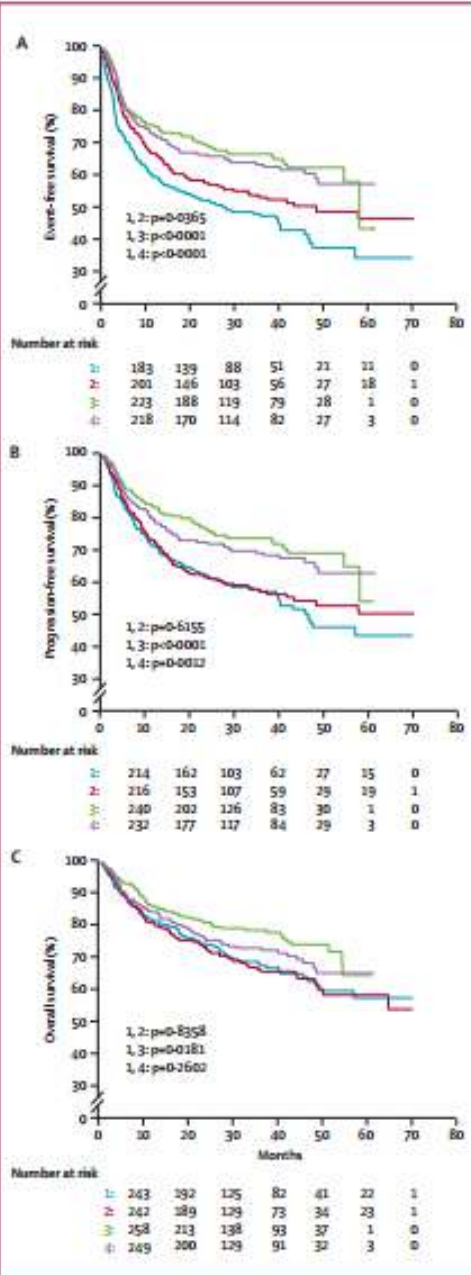 A
100
90
80
70
60
50
40
30
0
Event-free survival (%)
1, 2: p=0·0365
1, 3: p<0·0001
1, 4: p<0·0001
0 10 20 30 40 50 60 70 80
Number at risk
1: 183 139 88 51 21 11 0
2: 201 146 103 56 27 18 1
3: 223 188 119 79 28 1 0
4: 218 170 114 82 27 3 0
B
100
90
80
70
60
50
40
30
0
Progression-free survival (%)
1, 2: p=0·6155
1, 3: p<0·0001
1, 4: p=0·0012
0 10 20 30 40 50 60 70 80
Number at risk
1: 214 162 103 62 27 15 0
2: 216 153 107 59 29 19 1
3: 240 202 126 83 30 1 0
4: 232 177 117 84 29 3 0
C
100
90
80
70
60
50
40
30
0
Overall survival (%)
1, 2: p=0·8358
1, 3: p=0·0181
1, 4: p=0·2602
0 10 20 30 40 50 60 70 80
Months
Number at risk
1: 243 192 125 82 41 22 1
2: 242 189 129 73 34 23 1
3: 258 213 138 93 37 1 0
4: 249 200 129 91 32 3 0